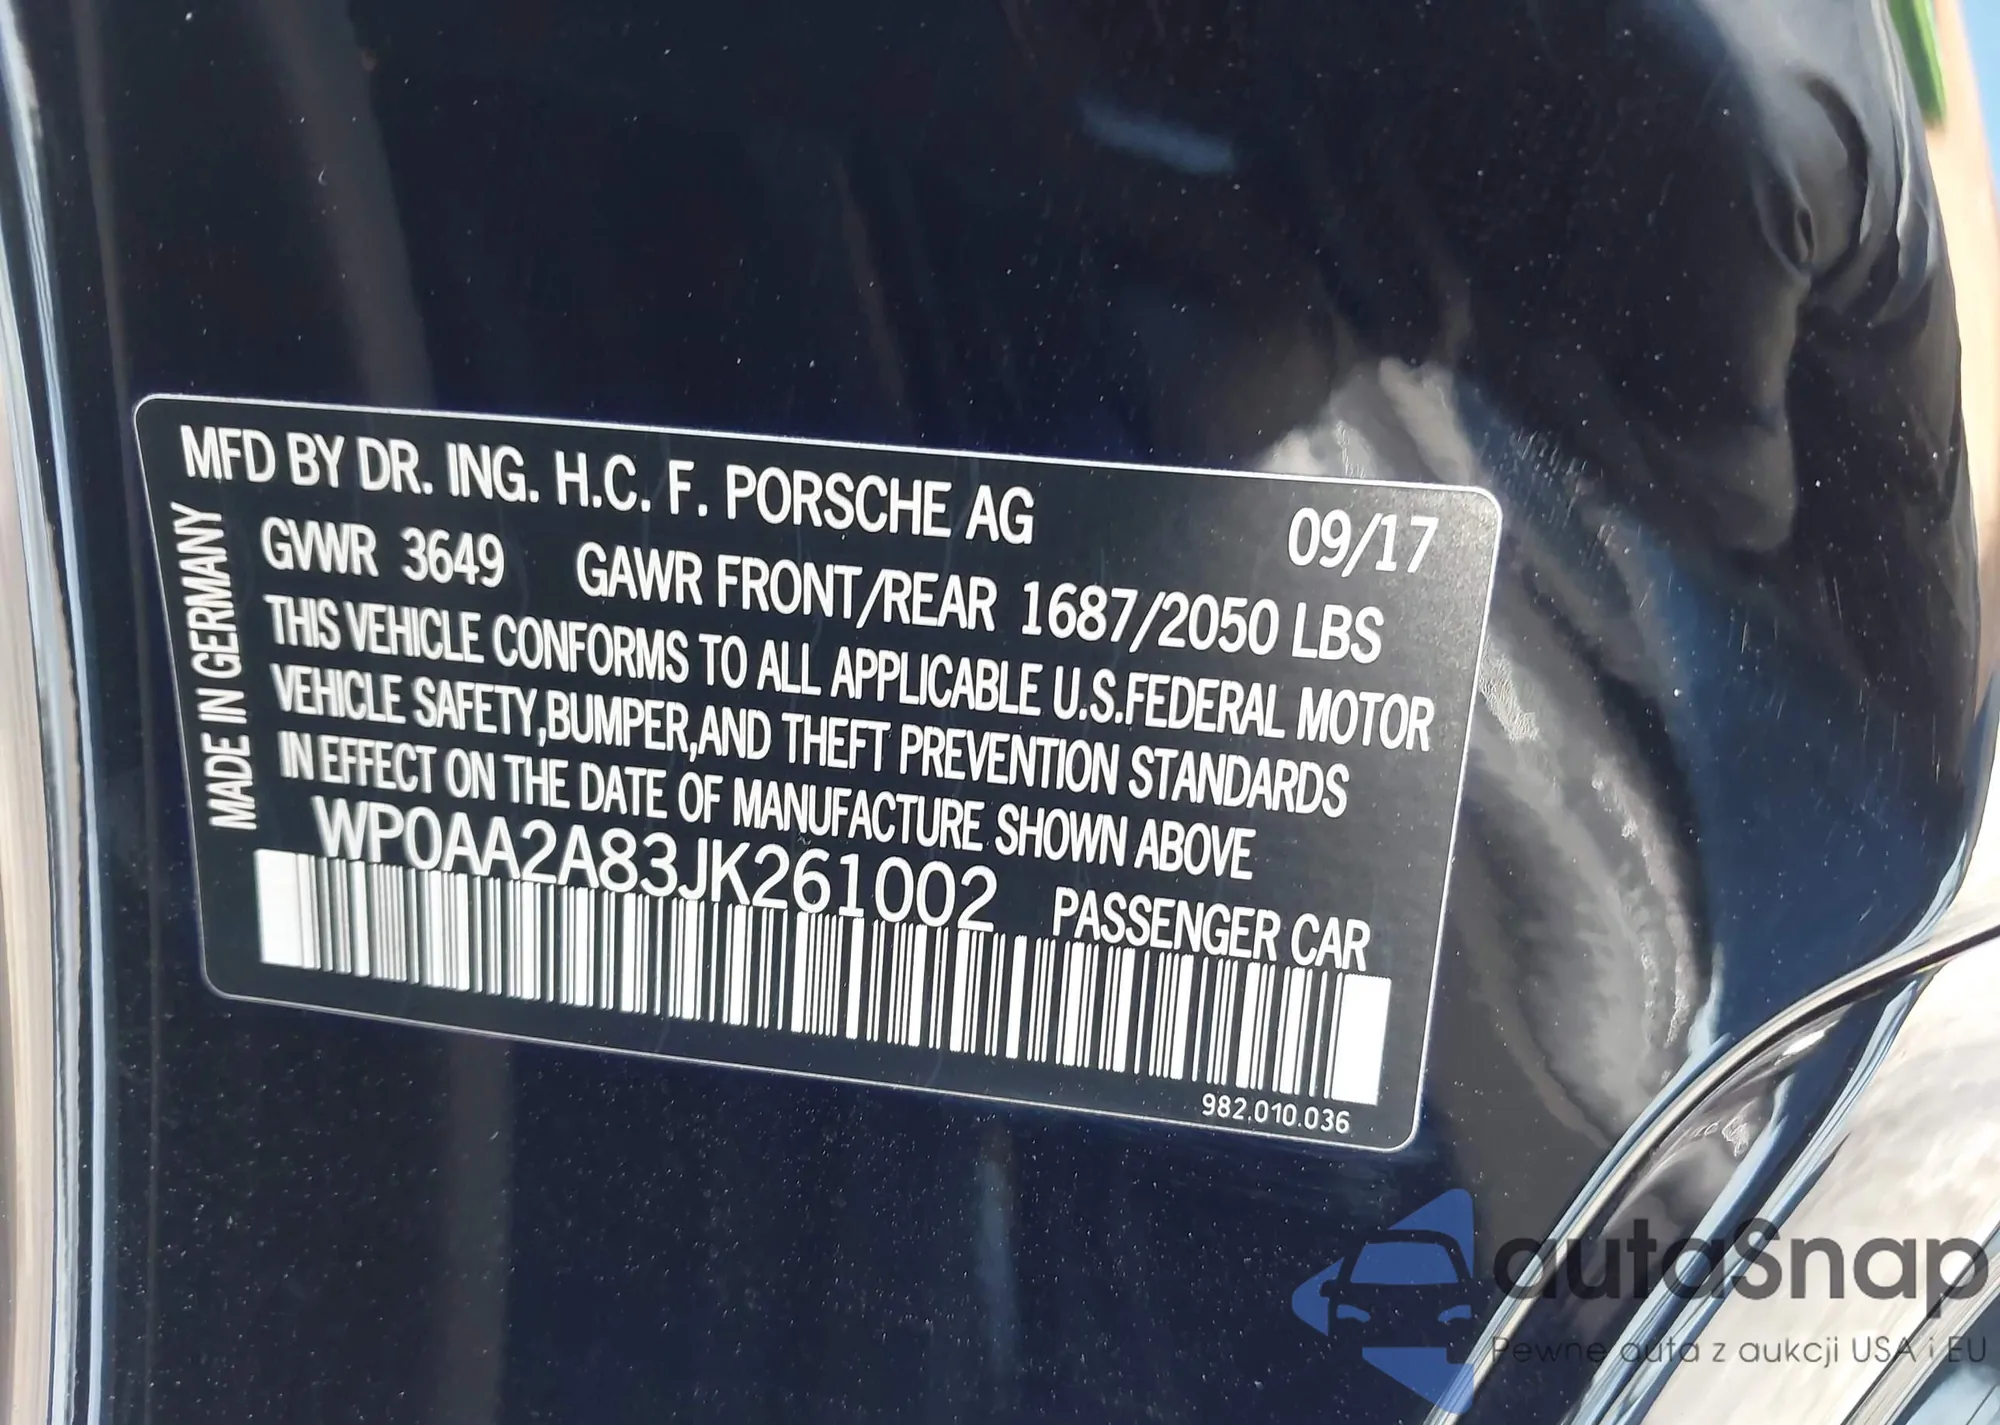 MFD BY DR. ING. H.C. F. PORSCHE AG 09/17
GVWR 3649 GAWR FRONT/REAR 1687/2050 LBS
THIS VEHICLE CONFORMS TO ALL APPLICABLE U.S.FEDERAL MOTOR
VEHICLE SAFETY,BUMPER,AND THEFT PREVENTION STANDARDS
IN EFFECT ON THE DATE OF MANUFACTURE SHOWN ABOVE
WP0AA2A83JK261002 PASSENGER CAR
982.010.036
MADE IN GERMANY
autaSnap
Pewne auta z aukcji USA i EU